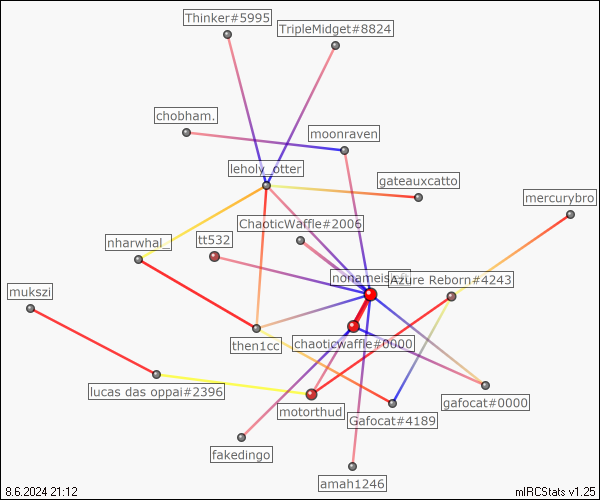 Thinker#5995
TripleMidget#8824
chobham.
moonraven
leholy_otter
gateauxcatto
mercurybro
ChaoticWaffle#2006
nharwhal_
tt532
Azure Reborn#4243
mukszi
then1cc
chaoticwaffle#0000
lucas das oppai#2396
motorthud
Gafocat#4189
gafocat#0000
fakedingo
amah1246
8.6.2024 21:12
mIRCStats v1.25